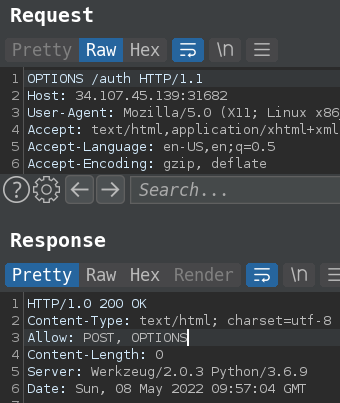 Request
Pretty Raw Hex \n
1 OPTIONS /auth HTTP/1.1
2 Host: 34.107.45.139:31682
3 User-Agent: Mozilla/5.0 (X11; Linux x86
4 Accept: text/html,application/xhtml+xml
5 Accept-Language: en-US,en;q=0.5
6 Accept-Encoding: gzip, deflate
Search...
Response
Pretty Raw Hex Render \n
1 HTTP/1.0 200 OK
2 Content-Type: text/html; charset=utf-8
3 Allow: POST, OPTIONS
4 Content-Length: 0
5 Server: Werkzeug/2.0.3 Python/3.6.9
6 Date: Sun, 08 May 2022 09:57:04 GMT